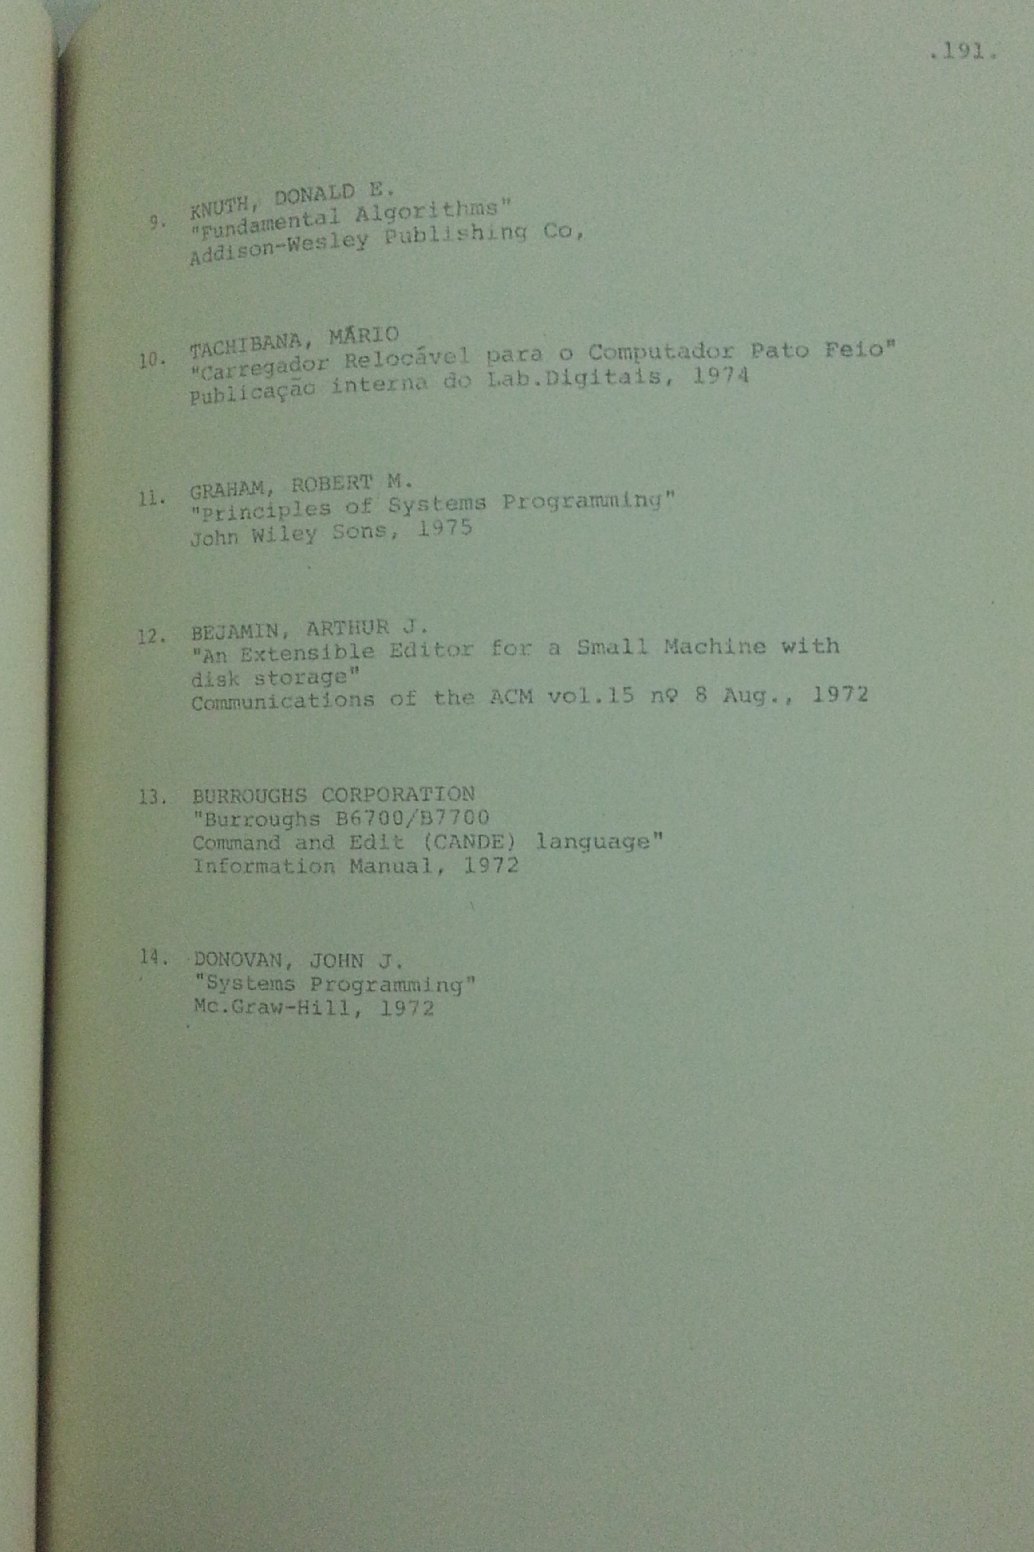 .191.
9. KNUTH, DONALD E.
"Fundamental Algorithms"
Addison-Wesley Publishing Co,
10. TACHIBANA, MÁRIO
"Carregador Relocável para o Computador Pato Feio"
Publicação interna do Lab.Digitais, 1974
11. GRAHAM, ROBERT M.
"Principles of Systems Programming"
John Wiley Sons, 1975
12. BEJAMIN, ARTHUR J.
"An Extensible Editor for a Small Machine with
disk storage"
Communications of the ACM vol.15 nº 8 Aug., 1972
13. BURROUGHS CORPORATION
"Burroughs B6700/B7700
Command and Edit (CANDE) language"
Information Manual, 1972
14. DONOVAN, JOHN J.
"Systems Programming"
Mc.Graw-Hill, 1972